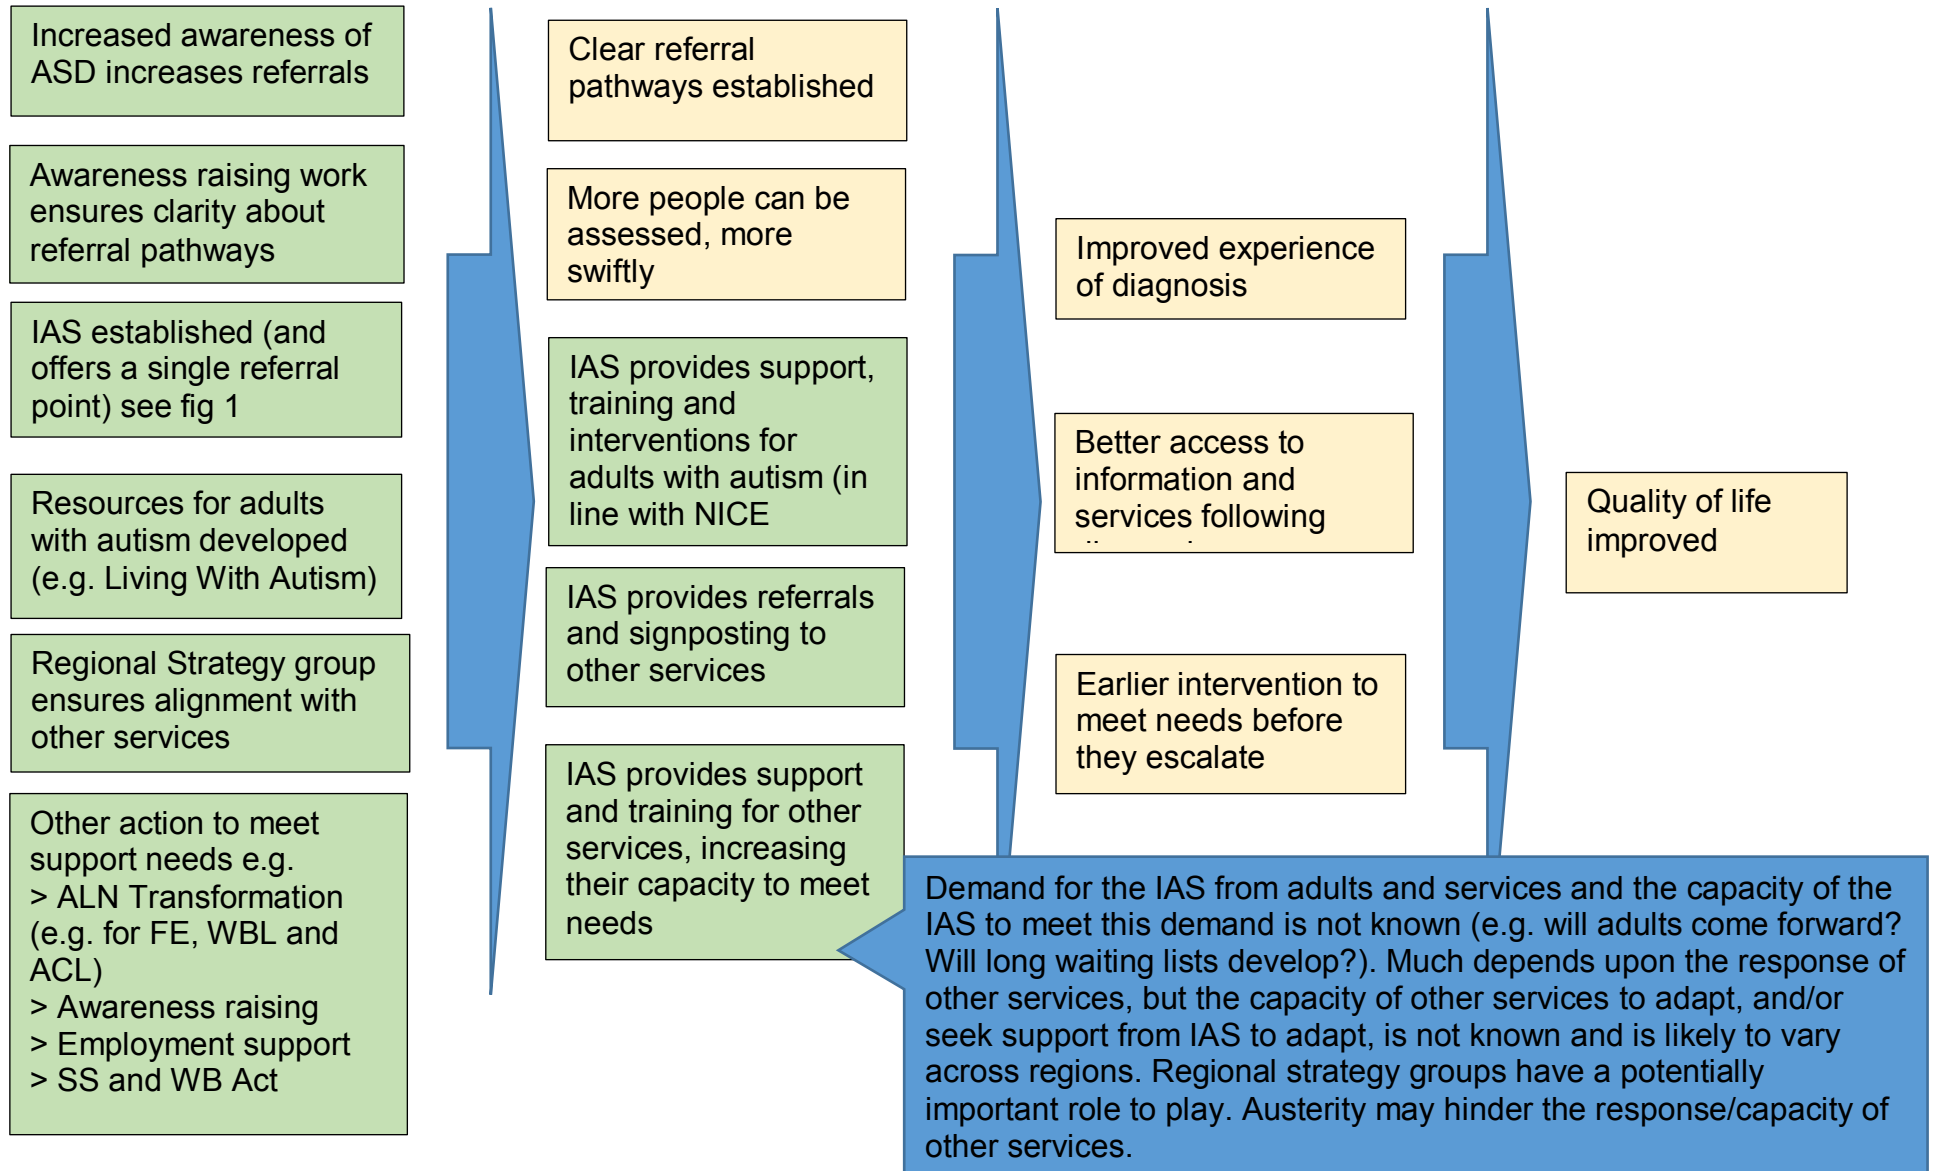 Increased awareness of
ASD increases referrals
Awareness raising work
ensures clarity about
referral pathways
IAS established (and
offers a single referral
point) see fig 1
Resources for adults
with autism developed
(e.g. Living With Autism)
Regional Strategy group
ensures alignment with
other services
Other action to meet
support needs e.g.
> ALN Transformation
(e.g. for FE, WBL and
ACL)
> Awareness raising
> Employment support
> SS and WB Act
Clear referral
pathways established
More people can be
assessed, more
swiftly
IAS provides support,
training and
interventions for
adults with autism (in
line with NICE
IAS provides referrals
and signposting to
other services
IAS provides support
and training for other
services, increasing
their capacity to meet
needs
Improved experience
of diagnosis
Better access to
information and
services following
Earlier intervention to
meet needs before
they escalate
Quality of life
improved
Demand for the IAS from adults and services and the capacity of the
IAS to meet this demand is not known (e.g. will adults come forward?
Will long waiting lists develop?). Much depends upon the response of
other services, but the capacity of other services to adapt, and/or
seek support from IAS to adapt, is not known and is likely to vary
across regions. Regional strategy groups have a potentially
important role to play. Austerity may hinder the response/capacity of
other services.